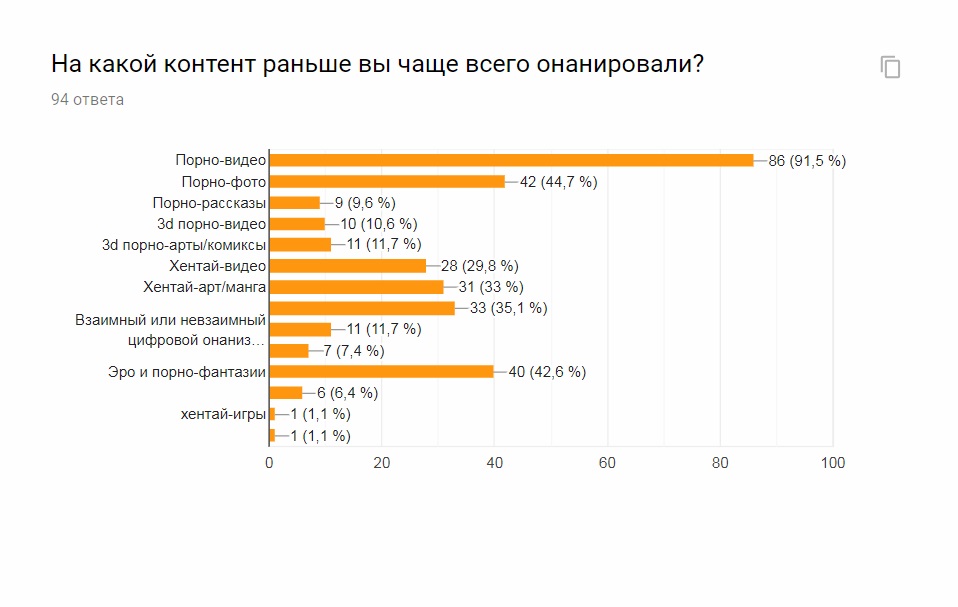 На какой контент раньше вы чаще всего онанировали?
94 ответа
Порно-видео 86 (91,5 %)
Порно-фото 42 (44,7 %)
Порно-рассказы 9 (9,6 %)
3d порно-видео 10 (10,6 %)
3d порно-арты/комиксы 11 (11,7 %)
Хентай-видео 28 (29,8 %)
Хентай-арт/манга 31 (33 %)
33 (35,1 %)
Взаимный или невзаимный
цифровой онаниз… 11 (11,7 %)
7 (7,4 %)
Эро и порно-фантазии 40 (42,6 %)
6 (6,4 %)
хентай-игры 1 (1,1 %)
1 (1,1 %)
0 20 40 60 80 100